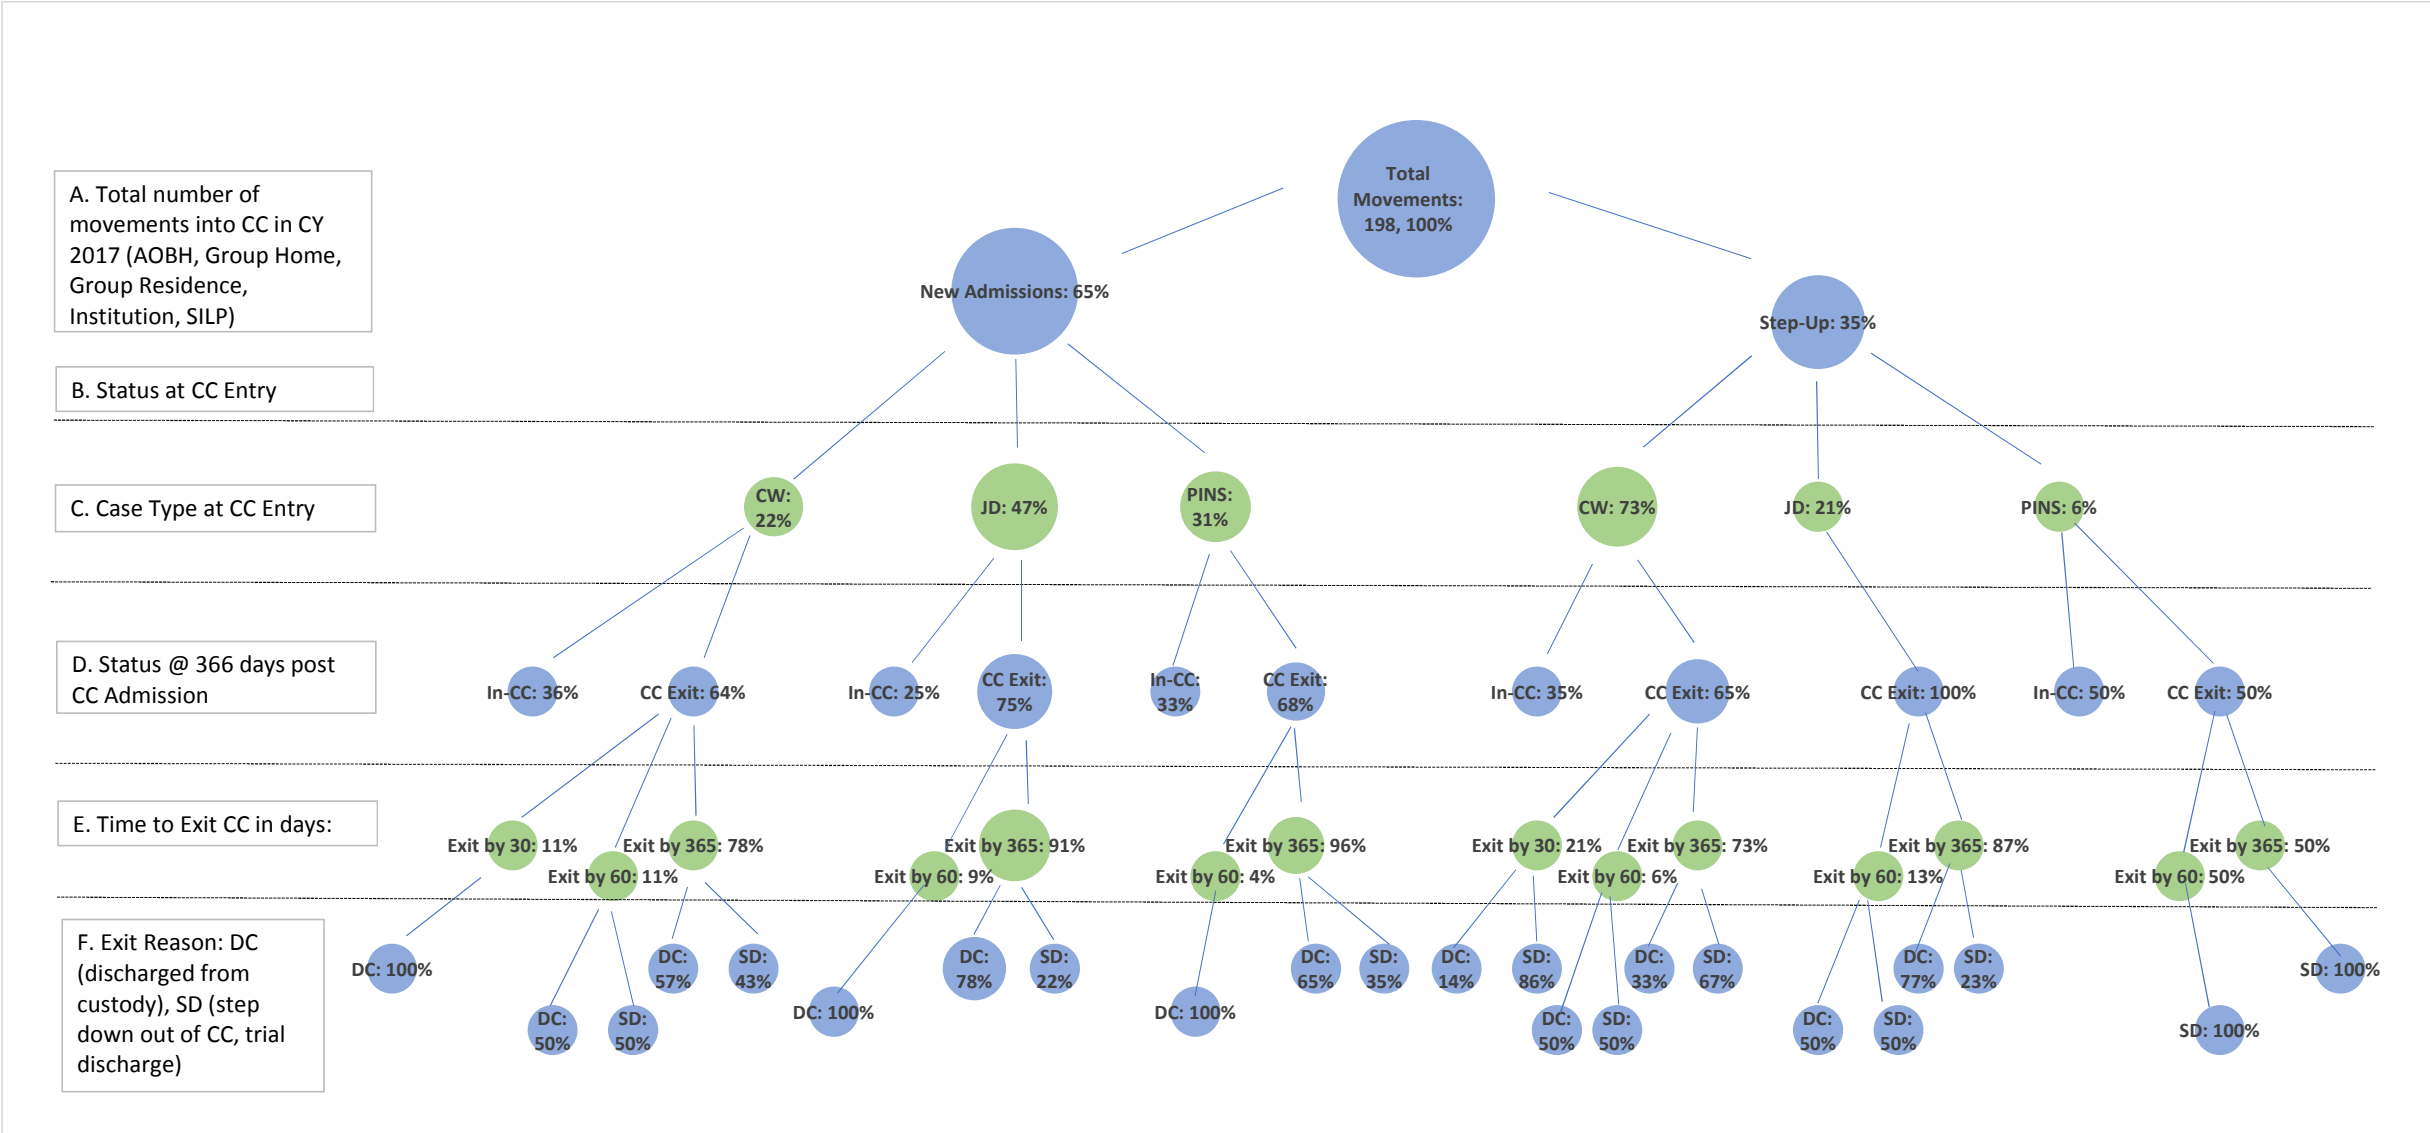 Total
Movements:
198, 100%
A. Total number of
movements into CC in CY
2017 (AOBH, Group Home,
Group Residence,
Institution, SILP)
New Admissions: 65%
Step-Up: 35%
B. Status at CC Entry
C. Case Type at CC Entry
CW:
22%
JD: 47%
PINS:
31%
CW: 73%
JD: 21%
PINS: 6%
D. Status @ 366 days post
CC Admission
In-CC: 36%
CC Exit: 64%
In-CC: 25%
CC Exit:
75%
In-CC:
33%
CC Exit:
68%
In-CC: 35%
CC Exit: 65%
CC Exit: 100%
In-CC: 50%
CC Exit: 50%
E. Time to Exit CC in days:
Exit by 30: 11%
Exit by 60: 11%
Exit by 365: 78%
Exit by 60: 9%
Exit by 365: 91%
Exit by 60: 4%
Exit by 365: 96%
Exit by 30: 21%
Exit by 60: 6%
Exit by 365: 73%
Exit by 60: 13%
Exit by 365: 87%
Exit by 60: 50%
Exit by 365: 50%
F. Exit Reason: DC
(discharged from
custody), SD (step
down out of CC, trial
discharge)
DC: 100%
DC:
50%
SD:
50%
DC:
57%
SD:
43%
DC: 100%
DC:
78%
SD:
22%
DC: 100%
DC:
65%
SD:
35%
DC:
14%
SD:
86%
DC:
50%
SD:
50%
DC:
33%
SD:
67%
DC:
50%
SD:
50%
DC:
77%
SD:
23%
SD: 100%
SD: 100%